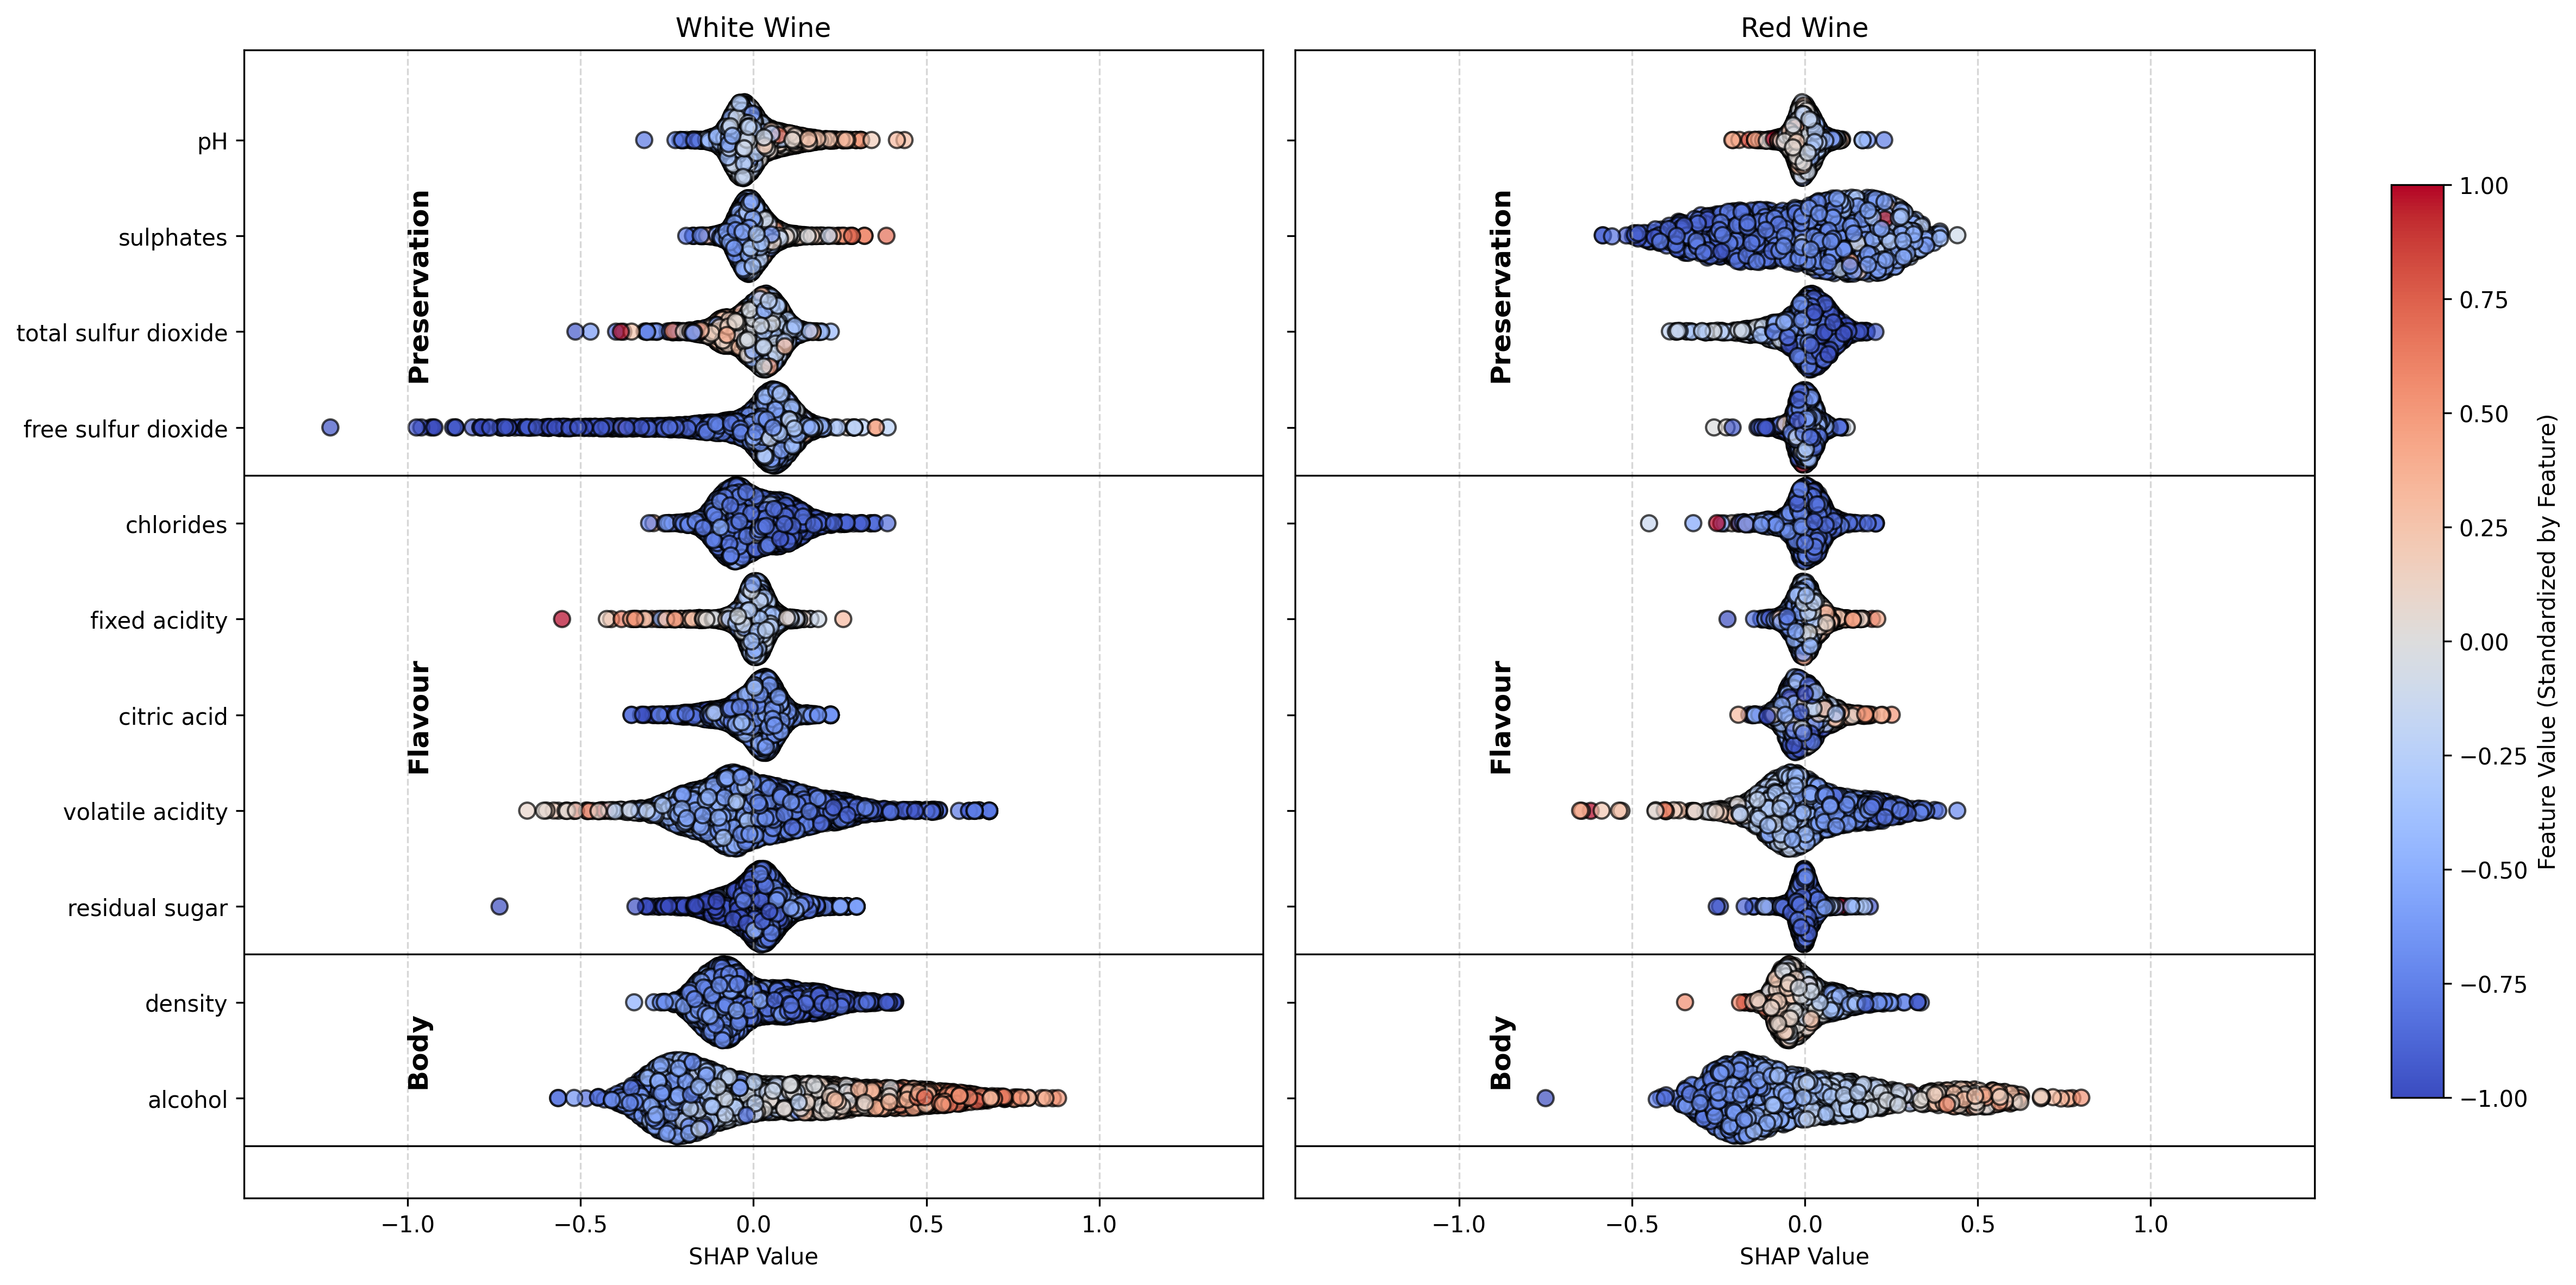 White Wine
Red Wine
pH
sulphates
total sulfur dioxide
free sulfur dioxide
chlorides
fixed acidity
citric acid
volatile acidity
residual sugar
density
alcohol
Preservation
Flavour
Body
Preservation
Flavour
Body
−1.0 −0.5 0.0 0.5 1.0
SHAP Value
−1.0 −0.5 0.0 0.5 1.0
SHAP Value
1.00
0.75
0.50
0.25
0.00
−0.25
−0.50
−0.75
−1.00
Feature Value (Standardized by Feature)